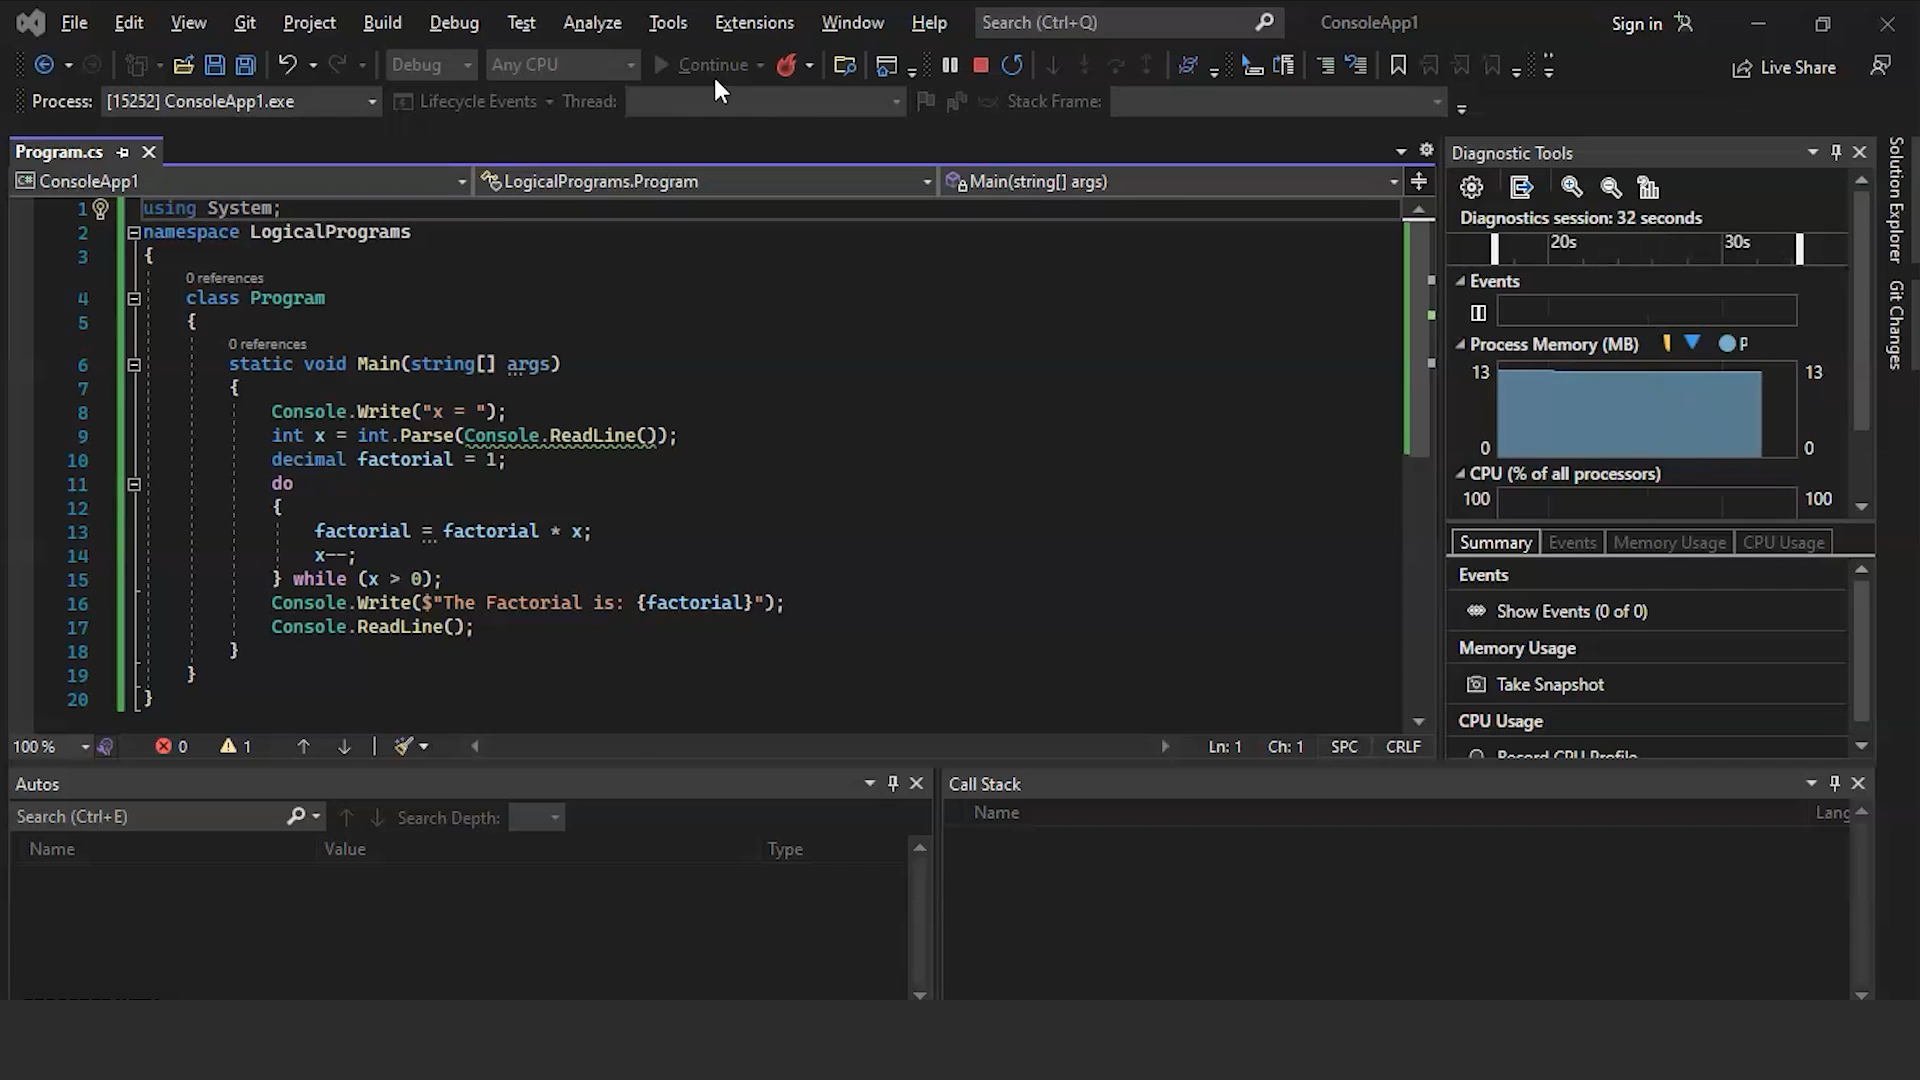 File Edit View Git Project Build Debug Test Analyze Tools Extensions Window Help Search (Ctrl+Q) ConsoleApp1 Sign in
Debug Any CPU Continue Live Share
Process: [15252] ConsoleApp1.exe Lifecycle Events Thread: Stack Frame:
Program.cs
ConsoleApp1 LogicalPrograms.Program Main(string[] args)
1 using System;
2 namespace LogicalPrograms
3 {
0 references
4 class Program
5 {
0 references
6 static void Main(string[] args)
7 {
8 Console.Write("x = ");
9 int x = int.Parse(Console.ReadLine());
10 decimal factorial = 1;
11 do
12 {
13 factorial = factorial * x;
14 x--;
15 } while (x > 0);
16 Console.Write($"The Factorial is: {factorial}");
17 Console.ReadLine();
18 }
19 }
20 }
100 % 0 1 Ln: 1 Ch: 1 SPC CRLF
Diagnostic Tools
Diagnostics session: 32 seconds
20s 30s
Events
Process Memory (MB) P
13 13
0 0
CPU (% of all processors)
100 100
Summary Events Memory Usage CPU Usage
Events
Show Events (0 of 0)
Memory Usage
Take Snapshot
CPU Usage
Record CPU Profile
Solution Explorer
Git Changes
Autos
Search (Ctrl+E) Search Depth:
Name Value Type
Call Stack
Name Lang